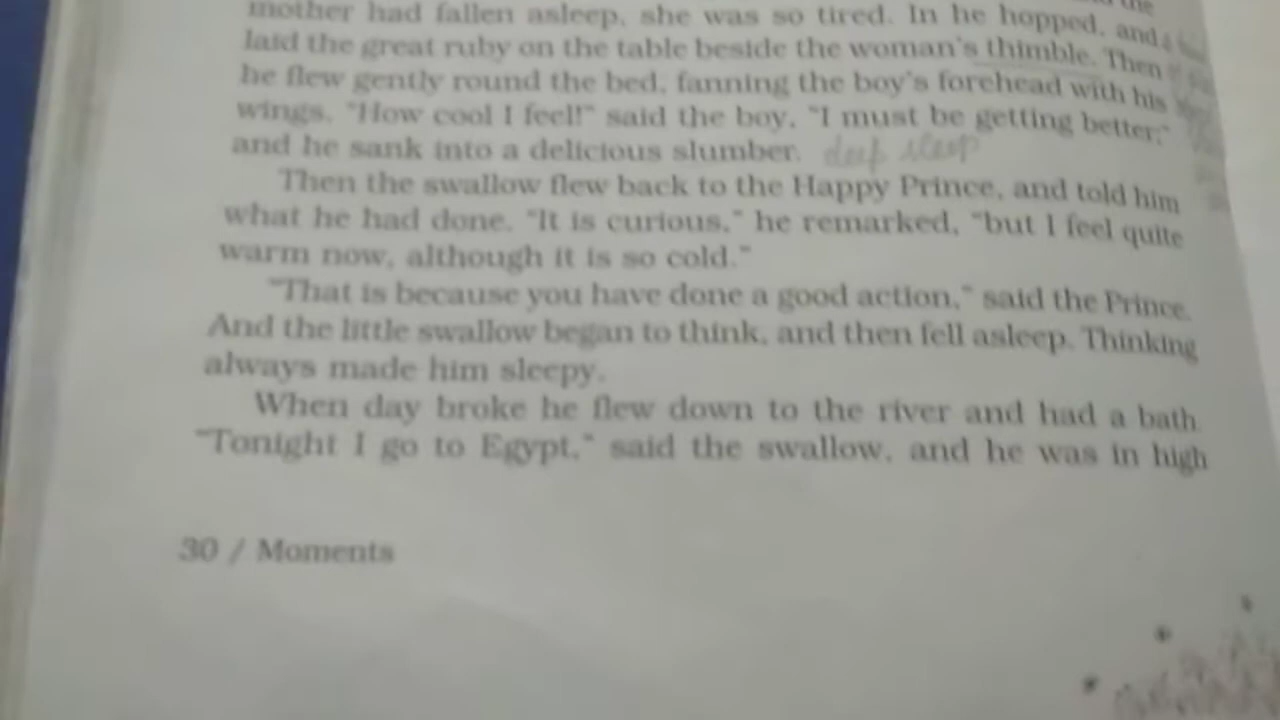 the
mother had fallen asleep, she was so tired. In he hopped, and
laid the great ruby on the table beside the woman's thimble. Then
he flew gently round the bed, fanning the boy's forehead with his
wings. "How cool I feel!" said the boy, "I must be getting better;"
and he sank into a delicious slumber. deep sleep
Then the swallow flew back to the Happy Prince, and told him
what he had done. "It is curious," he remarked, "but I feel quite
warm now, although it is so cold."
"That is because you have done a good action," said the Prince.
And the little swallow began to think, and then fell asleep. Thinking
always made him sleepy.
When day broke he flew down to the river and had a bath.
"Tonight I go to Egypt," said the swallow, and he was in high
30 / Moments